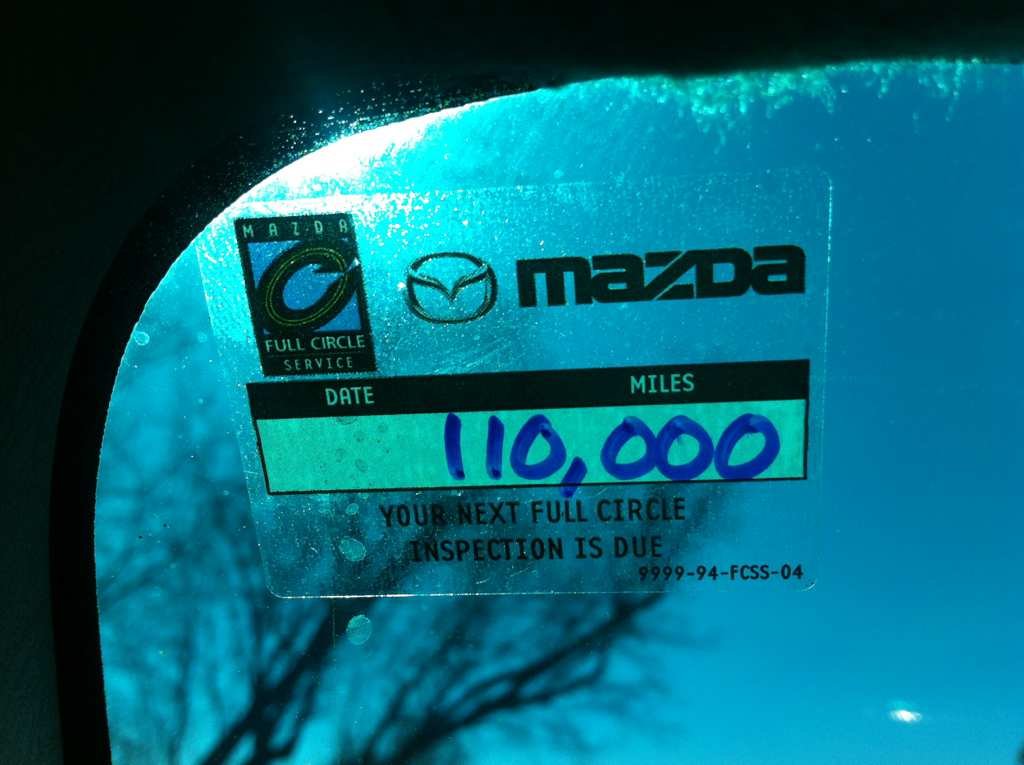 MAZDA
FULL CIRCLE
SERVICE
mazda
DATE MILES
110,000
YOUR NEXT FULL CIRCLE
INSPECTION IS DUE
9999-94-FCSS-04